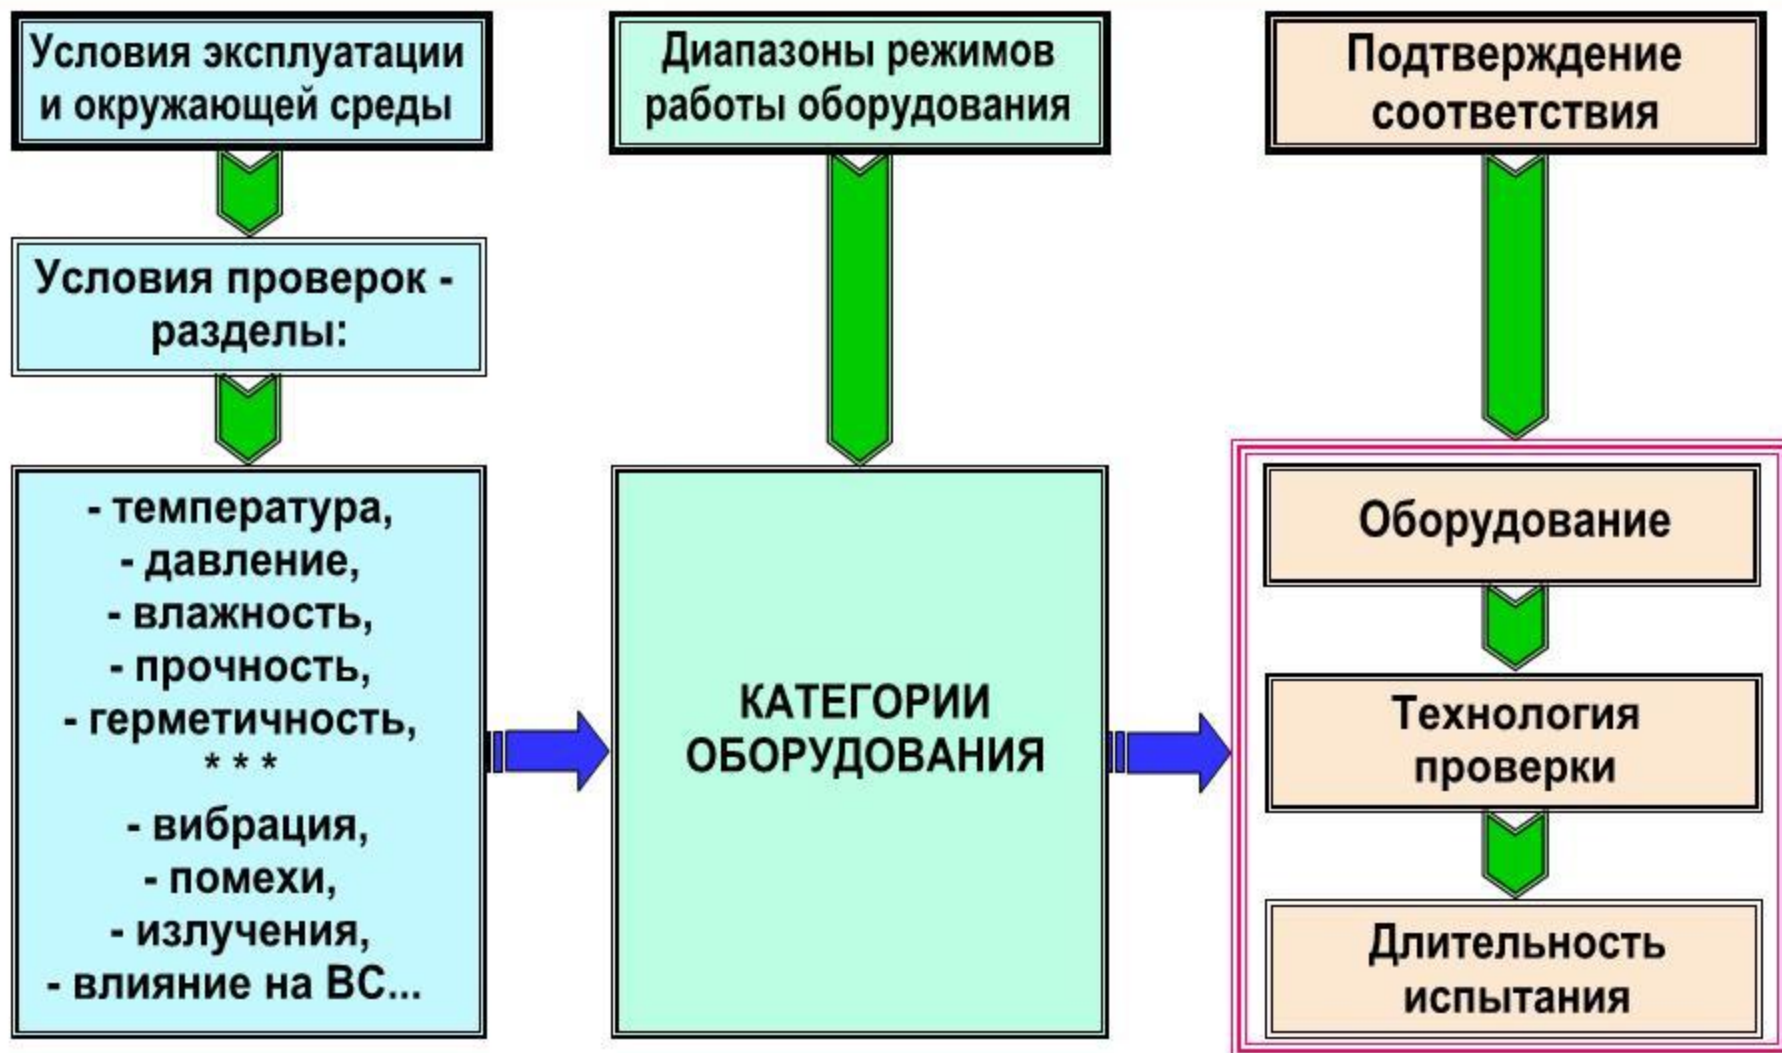 Условия эксплуатации
и окружающей среды
Условия проверок -
разделы:
- температура,
- давление,
- влажность,
- прочность,
- герметичность,
* * *
- вибрация,
- помехи,
- излучения,
- влияние на ВС...
Диапазоны режимов
работы оборудования
КАТЕГОРИИ
ОБОРУДОВАНИЯ
Подтверждение
соответствия
Оборудование
Технология
проверки
Длительность
испытания